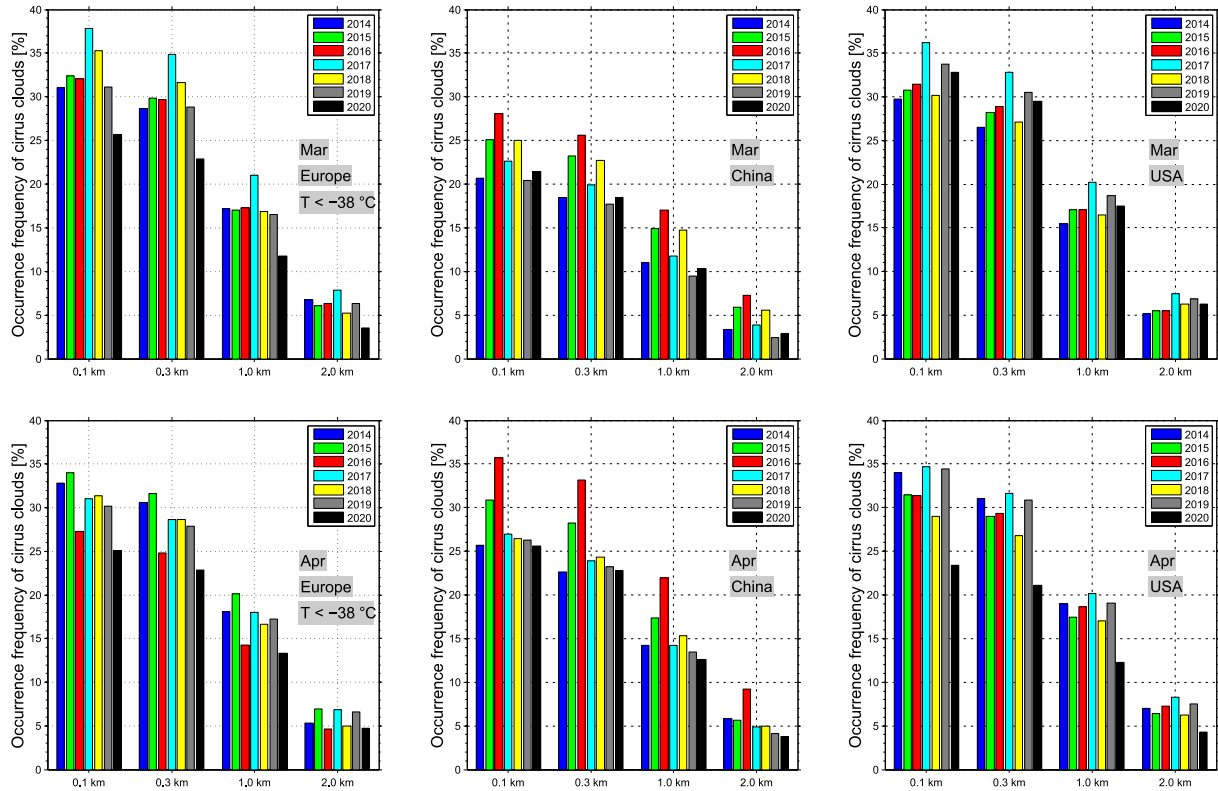 Occurrence frequency of cirrus clouds [%]
40
35
30
25
20
15
10
5
0
0.1 km
0.3 km
1.0 km
2.0 km
2014
2015
2016
2017
2018
2019
2020
Mar
Europe
T < −38 °C
Occurrence frequency of cirrus clouds [%]
40
35
30
25
20
15
10
5
0
0.1 km
0.3 km
1.0 km
2.0 km
2014
2015
2016
2017
2018
2019
2020
Mar
China
Occurrence frequency of cirrus clouds [%]
40
35
30
25
20
15
10
5
0
0.1 km
0.3 km
1.0 km
2.0 km
2014
2015
2016
2017
2018
2019
2020
Mar
USA
Occurrence frequency of cirrus clouds [%]
40
35
30
25
20
15
10
5
0
0.1 km
0.3 km
1.0 km
2.0 km
2014
2015
2016
2017
2018
2019
2020
Apr
Europe
T < −38 °C
Occurrence frequency of cirrus clouds [%]
40
35
30
25
20
15
10
5
0
0.1 km
0.3 km
1.0 km
2.0 km
2014
2015
2016
2017
2018
2019
2020
Apr
China
Occurrence frequency of cirrus clouds [%]
40
35
30
25
20
15
10
5
0
0.1 km
0.3 km
1.0 km
2.0 km
2014
2015
2016
2017
2018
2019
2020
Apr
USA